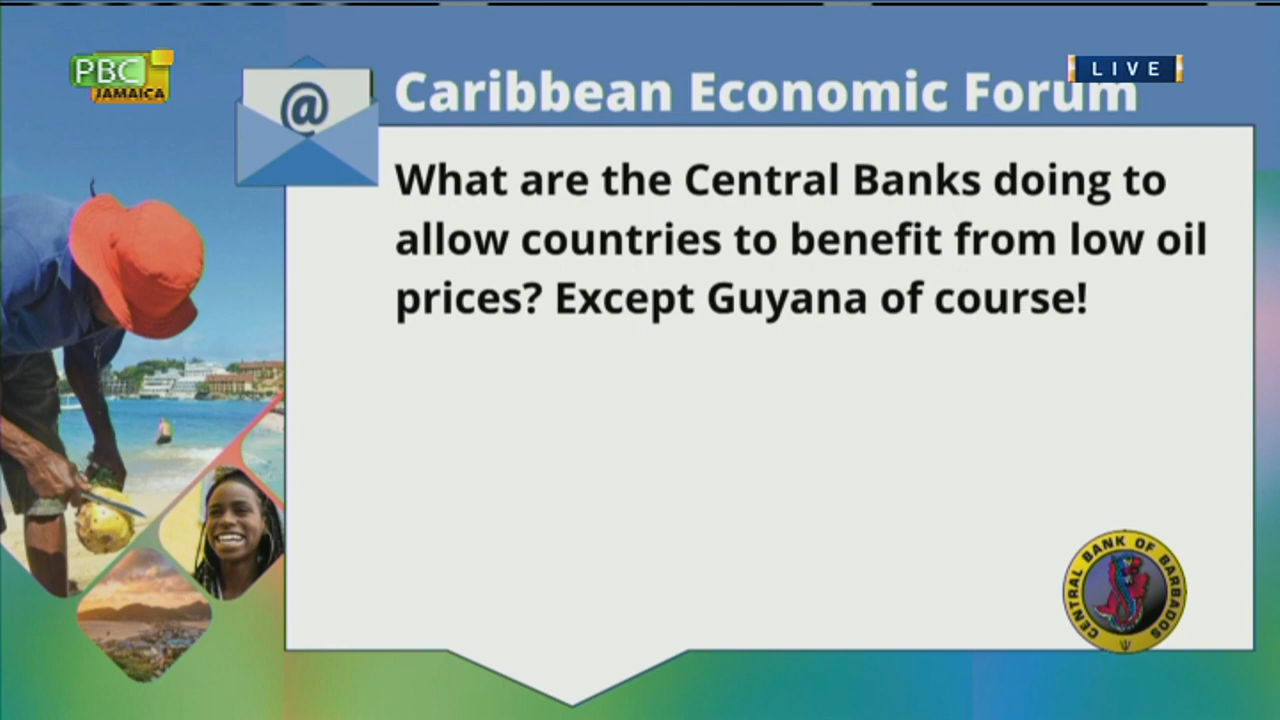 PBC
JAMAICA
LIVE
@
Caribbean Economic Forum
What are the Central Banks doing to
allow countries to benefit from low oil
prices? Except Guyana of course!
CENTRAL BANK OF BARBADOS